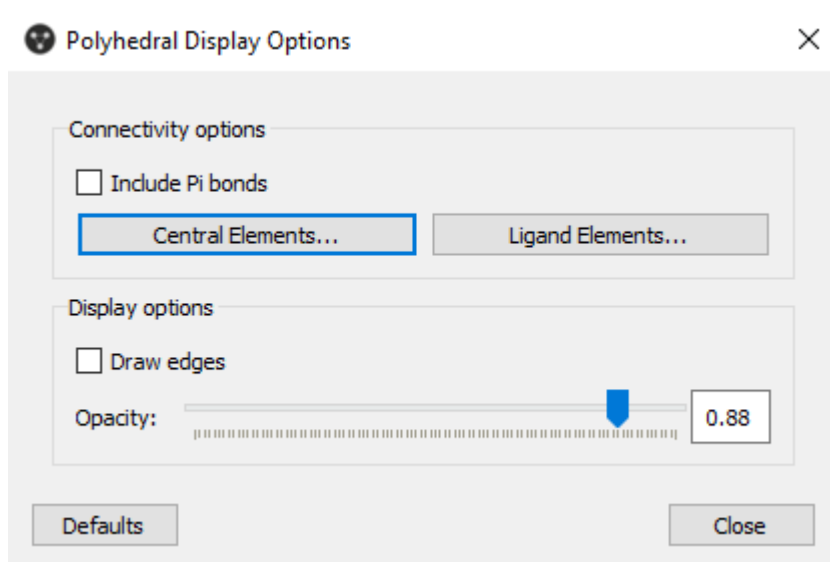 Polyhedral Display Options
Connectivity options
Include Pi bonds
Central Elements... Ligand Elements...
Display options
Draw edges
Opacity: 0.88
Defaults Close